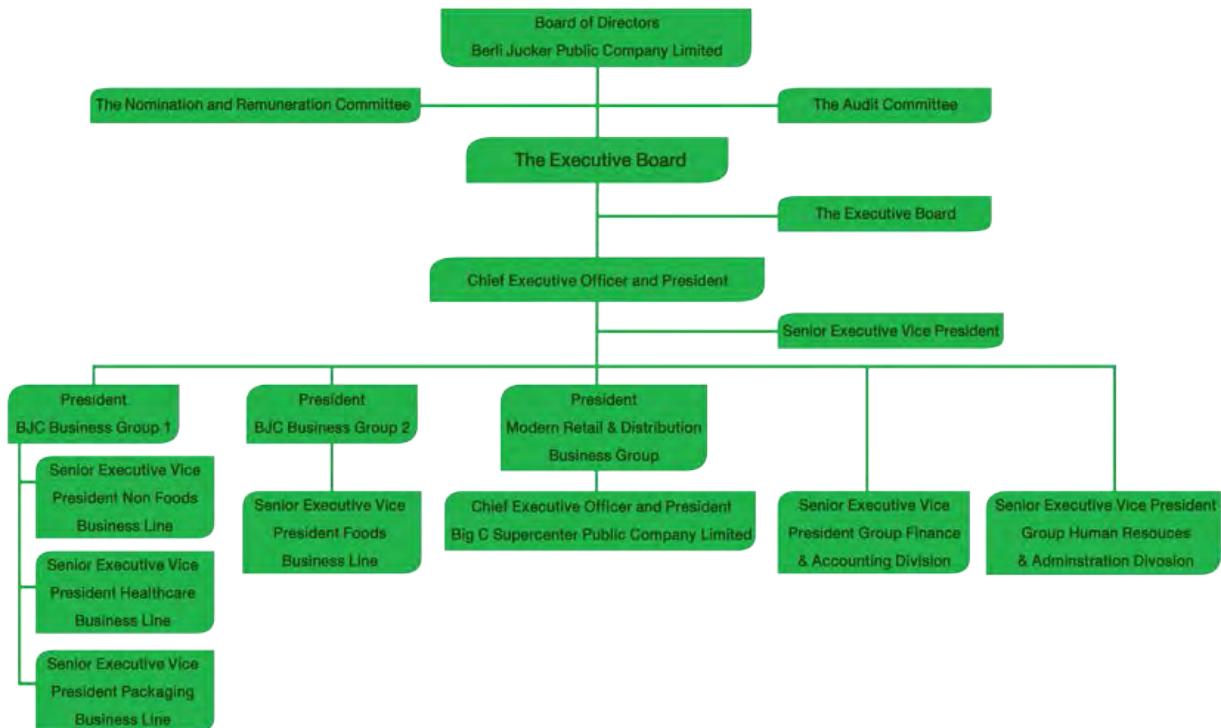 Board of Directors
Berli Jucker Public Company Limited
The Nomination and Remuneration Committee
The Audit Committee
The Executive Board
The Executive Board
Chief Executive Officer and President
Senior Executive Vice President
President
BJC Business Group 1
President
BJC Business Group 2
President
Modern Retail & Distribution
Business Group
Senior Executive Vice
President Non Foods
Business Line
Senior Executive Vice
President Healthcare
Business Line
Senior Executive Vice
President Packaging
Business Line
Senior Executive Vice
President Foods
Business Line
Chief Executive Officer and President
Big C Supercenter Public Company Limited
Senior Executive Vice
President Group Finance
& Accounting Division
Senior Executive Vice President
Group Human Resouces
& Adminstration Divosion